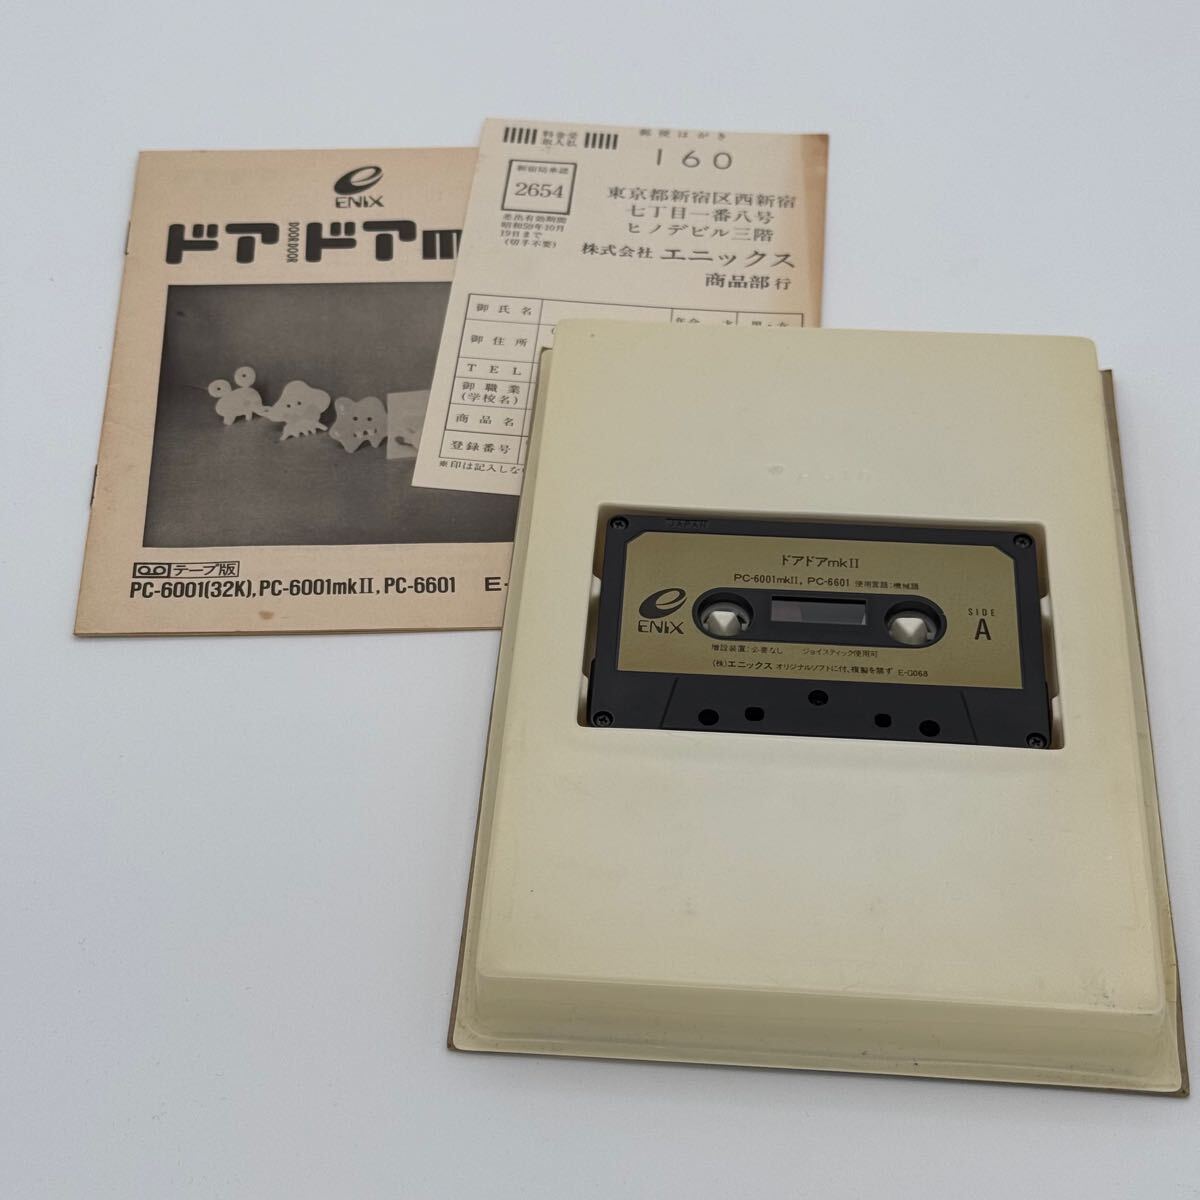 ENIX
ドアドアm
DOOR DOOR
テープ版
PC-6001(32K), PC-6001mkII, PC-6601 E-
料金受
取人払
郵便はがき
160
新宿局承認
2654
差出有効期間
昭和59年10月
19日まで
(切手不要)
東京都新宿区西新宿
七丁目一番八号
ヒノデビル三階
株式会社 エニックス
商品部 行
御氏名
御住所
TEL
御職業
(学校名)
商品名
登録番号
※印は記入しな
JAPAN
ドアドアmkII
PC-6001mkII, PC-6601 使用言語:機械語
ENIX
SIDE
A
増設装置:必要なし ジョイスティック使用可
(株)エニックス オリジナルソフトに付、複製を禁ず E-G068